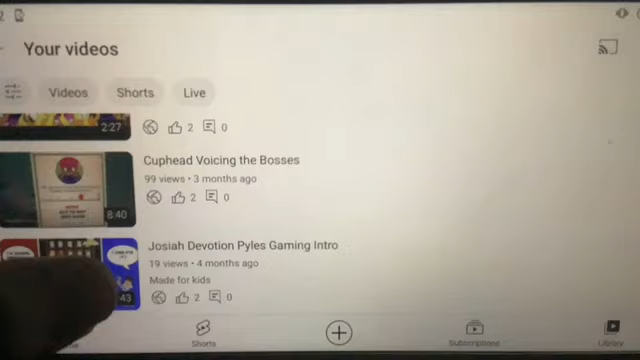 Your videos
Videos Shorts Live
2:27
2 0
Cuphead Voicing the Bosses
99 views • 3 months ago
8:40
2 0
Josiah Devotion Pyles Gaming Intro
19 views • 4 months ago
Made for kids
43
2 0
Shorts Subscriptions Library